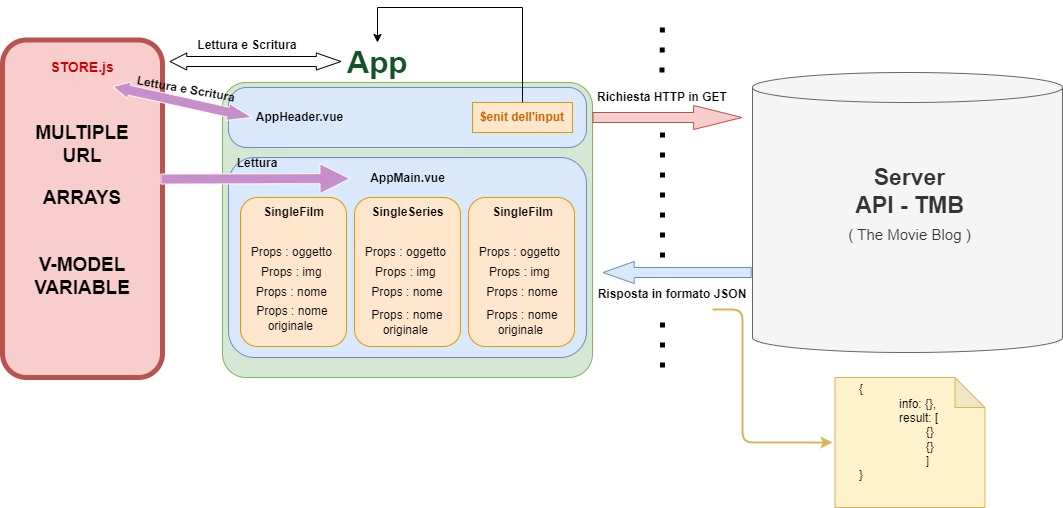 STORE.js
MULTIPLE
URL
ARRAYS
V-MODEL
VARIABLE
Lettura e Scritura
Lettura e Scritura
Lettura
App
AppHeader.vue
$enit dell'input
AppMain.vue
SingleFilm
Props : oggetto
Props : img
Props : nome
Props : nome
originale
SingleSeries
Props : oggetto
Props : img
Props : nome
Props : nome
originale
SingleFilm
Props : oggetto
Props : img
Props : nome
Props : nome
originale
Richiesta HTTP in GET
Risposta in formato JSON
Server
API - TMB
( The Movie Blog )
{
info: {},
result: [
{}
{}
]
}